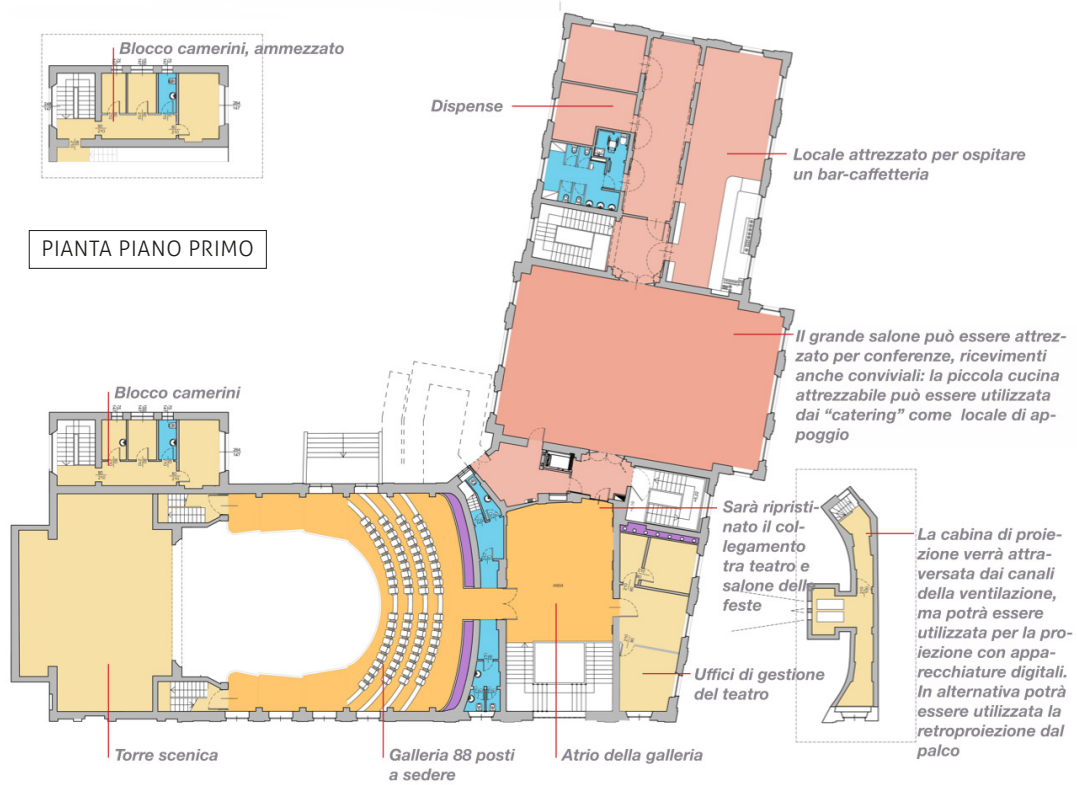 Blocco camerini, ammezzato
Dispense
Locale attrezzato per ospitare
un bar-caffetteria
PIANTA PIANO PRIMO
Il grande salone può essere attrez-
zato per conferenze, ricevimenti
anche conviviali: la piccola cucina
attrezzabile può essere utilizzata
dai “catering” come locale di ap-
poggio
Blocco camerini
Sarà ripristi-
nato il col-
legamento
tra teatro e
salone delle
feste
La cabina di proie-
zione verrà attra-
versata dai canali
della ventilazione,
ma potrà essere
utilizzata per la pro-
iezione con appa-
recchiature digitali.
In alternativa potrà
essere utilizzata la
retroproiezione dal
palco
Uffici di gestione
del teatro
Torre scenica
Galleria 88 posti
a sedere
Atrio della galleria